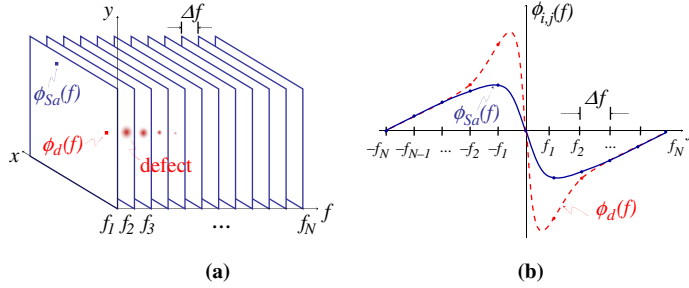 y
Δf
ϕSa(f)
ϕd(f)
defect
x
f
f1 f2 f3 ... fN
(a)
ϕi,j(f)
ϕSa(f)
Δf
−fN −fN−1 ... −f2 −f1 f1 f2 ... fN
ϕd(f)
(b)